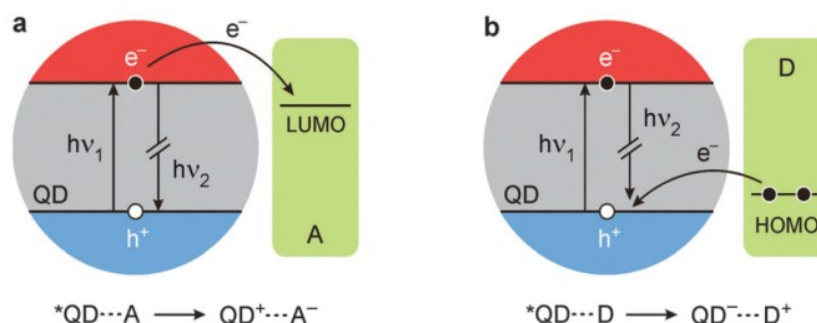 a
e⁻
e⁻
LUMO
hν₁
hν₂
QD
h⁺
A
*QD···A ⟶ QD⁺···A⁻
b
e⁻
D
hν₂
hν₁
e⁻
QD
HOMO
h⁺
*QD···D ⟶ QD⁻···D⁺